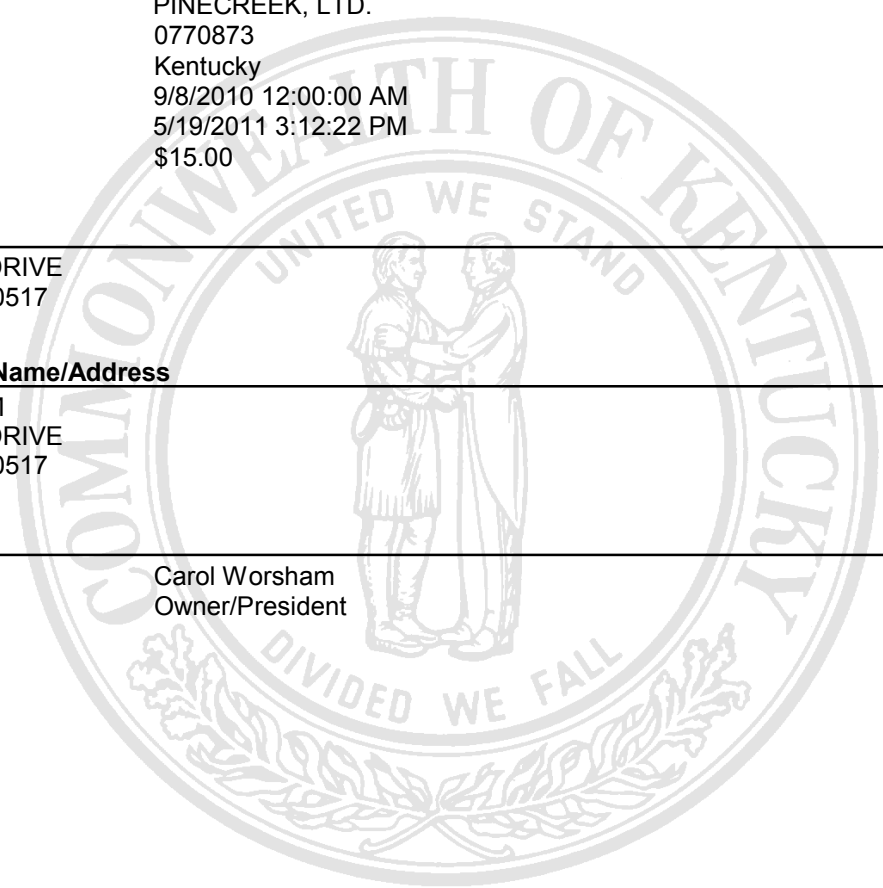 PINECREEK, LTD.
0770873
Kentucky
9/8/2010 12:00:00 AM
5/19/2011 3:12:22 PM
$15.00
COMMONWEALTH OF KENTUCKY
UNITED WE STAND
DRIVE
0517
Name/Address
DRIVE
0517
Carol Worsham
Owner/President
DIVIDED WE FALL